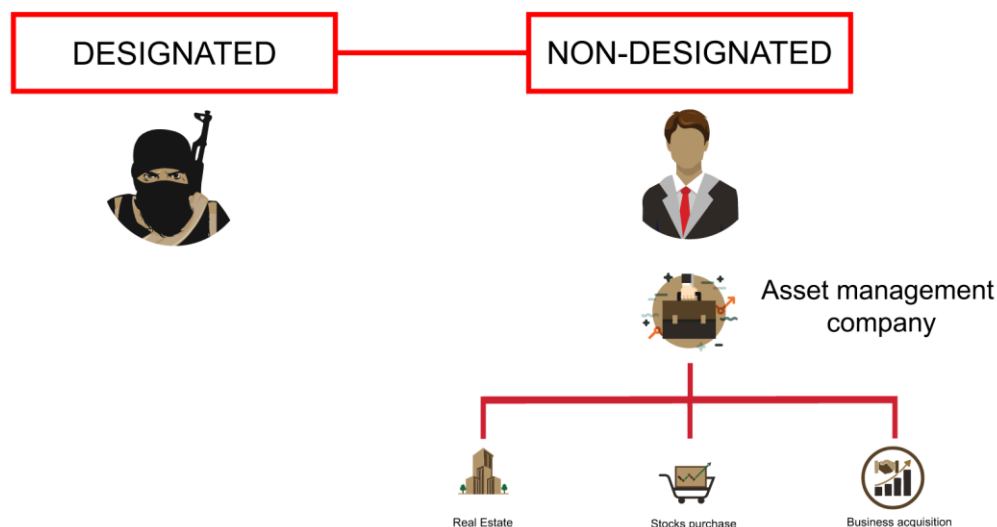 DESIGNATED
NON-DESIGNATED
Asset management
company
Real Estate
Stocks purchase
Business acquisition